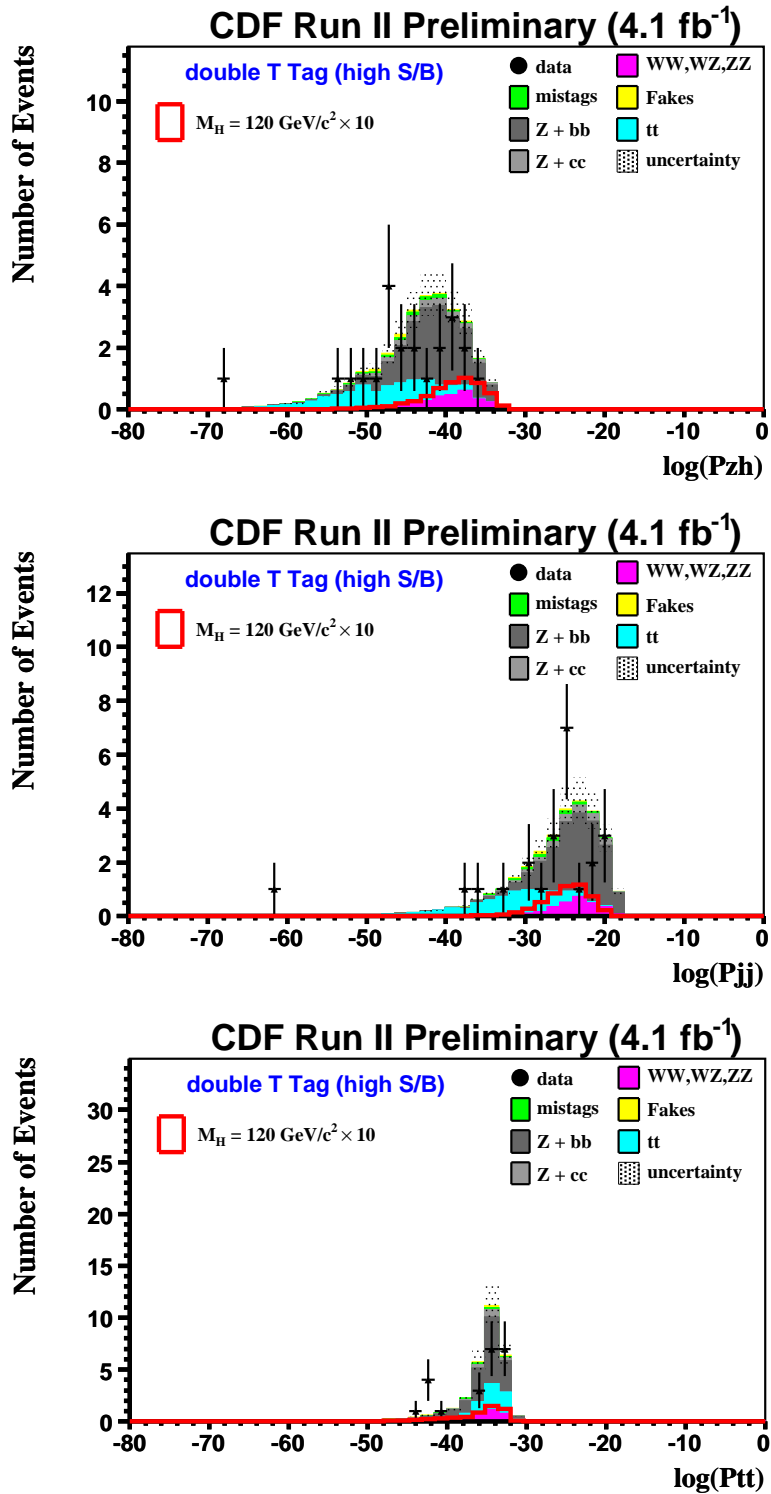 CDF Run II Preliminary (4.1 fb⁻¹)
double T Tag (high S/B)
M_H = 120 GeV/c² × 10
data
mistags
Z + bb
Z + cc
WW,WZ,ZZ
Fakes
tt
uncertainty
Number of Events
10
8
6
4
2
0
-80 -70 -60 -50 -40 -30 -20 -10 0
log(Pzh)
CDF Run II Preliminary (4.1 fb⁻¹)
double T Tag (high S/B)
M_H = 120 GeV/c² × 10
data
mistags
Z + bb
Z + cc
WW,WZ,ZZ
Fakes
tt
uncertainty
Number of Events
12
10
8
6
4
2
0
-80 -70 -60 -50 -40 -30 -20 -10 0
log(Pjj)
CDF Run II Preliminary (4.1 fb⁻¹)
double T Tag (high S/B)
M_H = 120 GeV/c² × 10
data
mistags
Z + bb
Z + cc
WW,WZ,ZZ
Fakes
tt
uncertainty
Number of Events
30
25
20
15
10
5
0
-80 -70 -60 -50 -40 -30 -20 -10 0
log(Ptt)